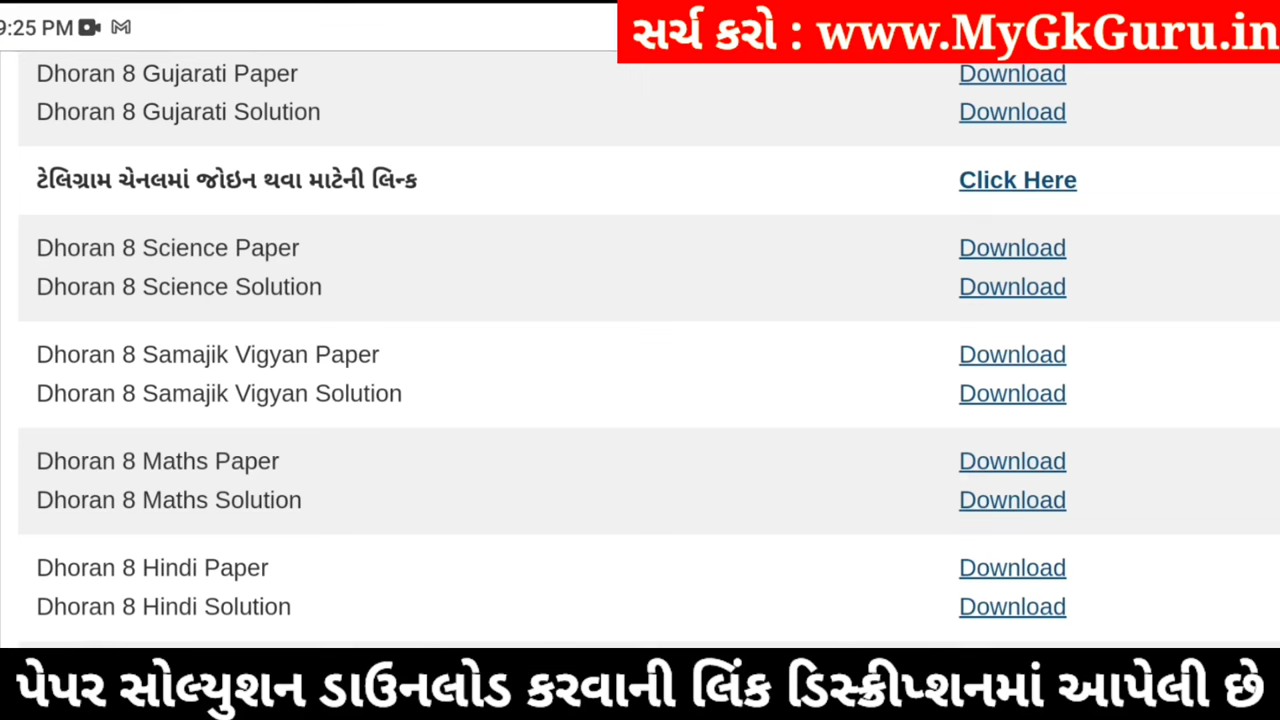 9:25 PM
સર્ચ કરો : www.MyGkGuru.in
Dhoran 8 Gujarati Paper Download
Dhoran 8 Gujarati Solution Download
ટેલિગ્રામ ચેનલમાં જોઇન થવા માટેની લિન્ક Click Here
Dhoran 8 Science Paper Download
Dhoran 8 Science Solution Download
Dhoran 8 Samajik Vigyan Paper Download
Dhoran 8 Samajik Vigyan Solution Download
Dhoran 8 Maths Paper Download
Dhoran 8 Maths Solution Download
Dhoran 8 Hindi Paper Download
Dhoran 8 Hindi Solution Download
પેપર સોલ્યુશન ડાઉનલોડ કરવાની લિંક ડિસ્ક્રીપ્શનમાં આપેલી છે